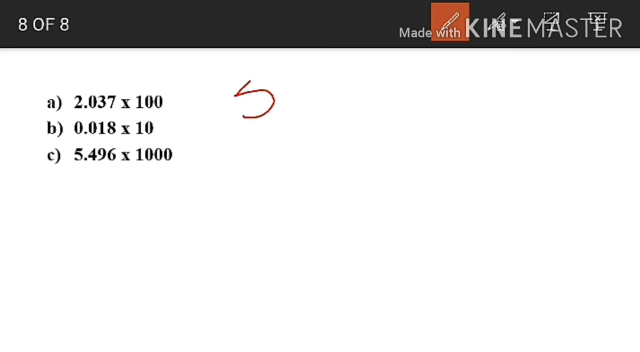 8 OF 8
Made with KINEMASTER
a) 2.037 x 100
b) 0.018 x 10
c) 5.496 x 1000